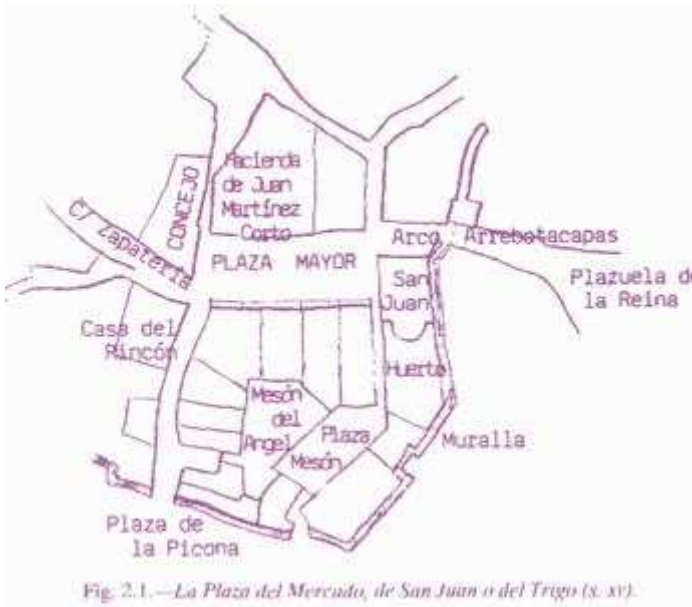 Hacienda
de Juan
Martínez
Corto
CONCEJO
c/ Zapatería
PLAZA MAYOR
Arco Arrebatacapas
San
Juan
Plazuela de
la Reina
Casa del
Rincón
Huerto
Mesón
del
Angel
Plaza
Mesón
Muralla
Plaza de
la Picona
Fig. 2.1.—La Plaza del Mercado, de San Juan o del Trigo (s. XV).